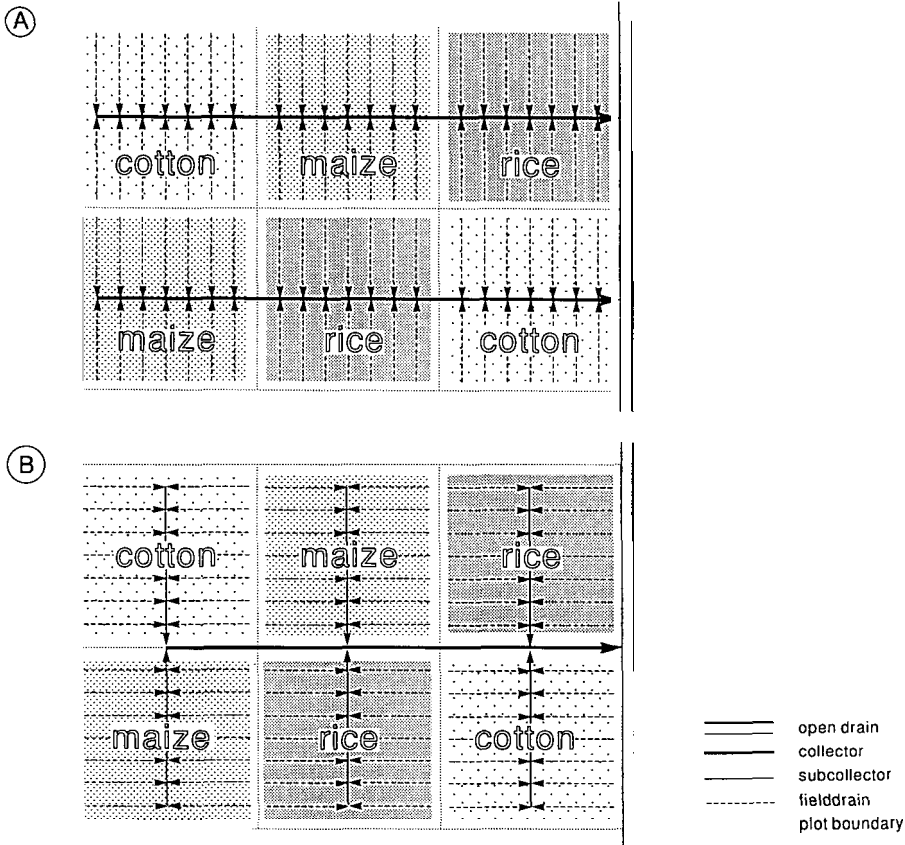 A
cotton maize rice
maize rice cotton
B
cotton maize rice
maize rice cotton
open drain
collector
subcollector
fielddrain
plot boundary